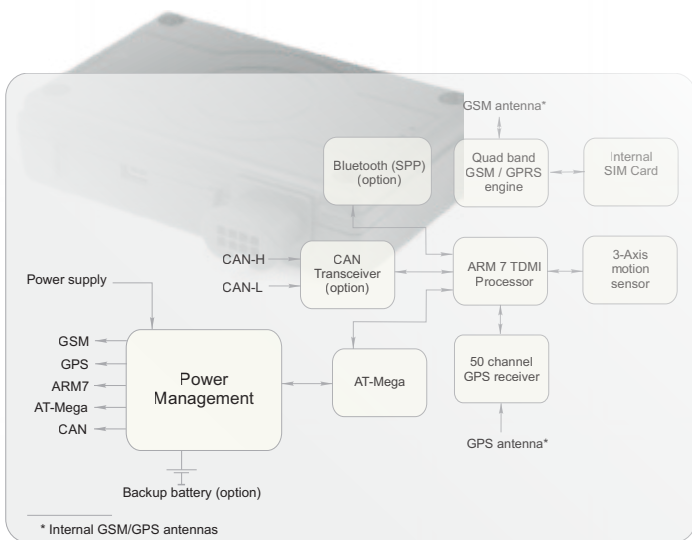 GSM antenna*
Bluetooth (SPP)
(option)
Quad band
GSM / GPRS
engine
Internal
SIM Card
CAN-H
CAN-L
CAN
Transceiver
(option)
ARM 7 TDMI
Processor
3-Axis
motion
sensor
Power supply
GSM
GPS
ARM7
AT-Mega
CAN
Power
Management
AT-Mega
50 channel
GPS receiver
GPS antenna*
Backup battery (option)
* Internal GSM/GPS antennas